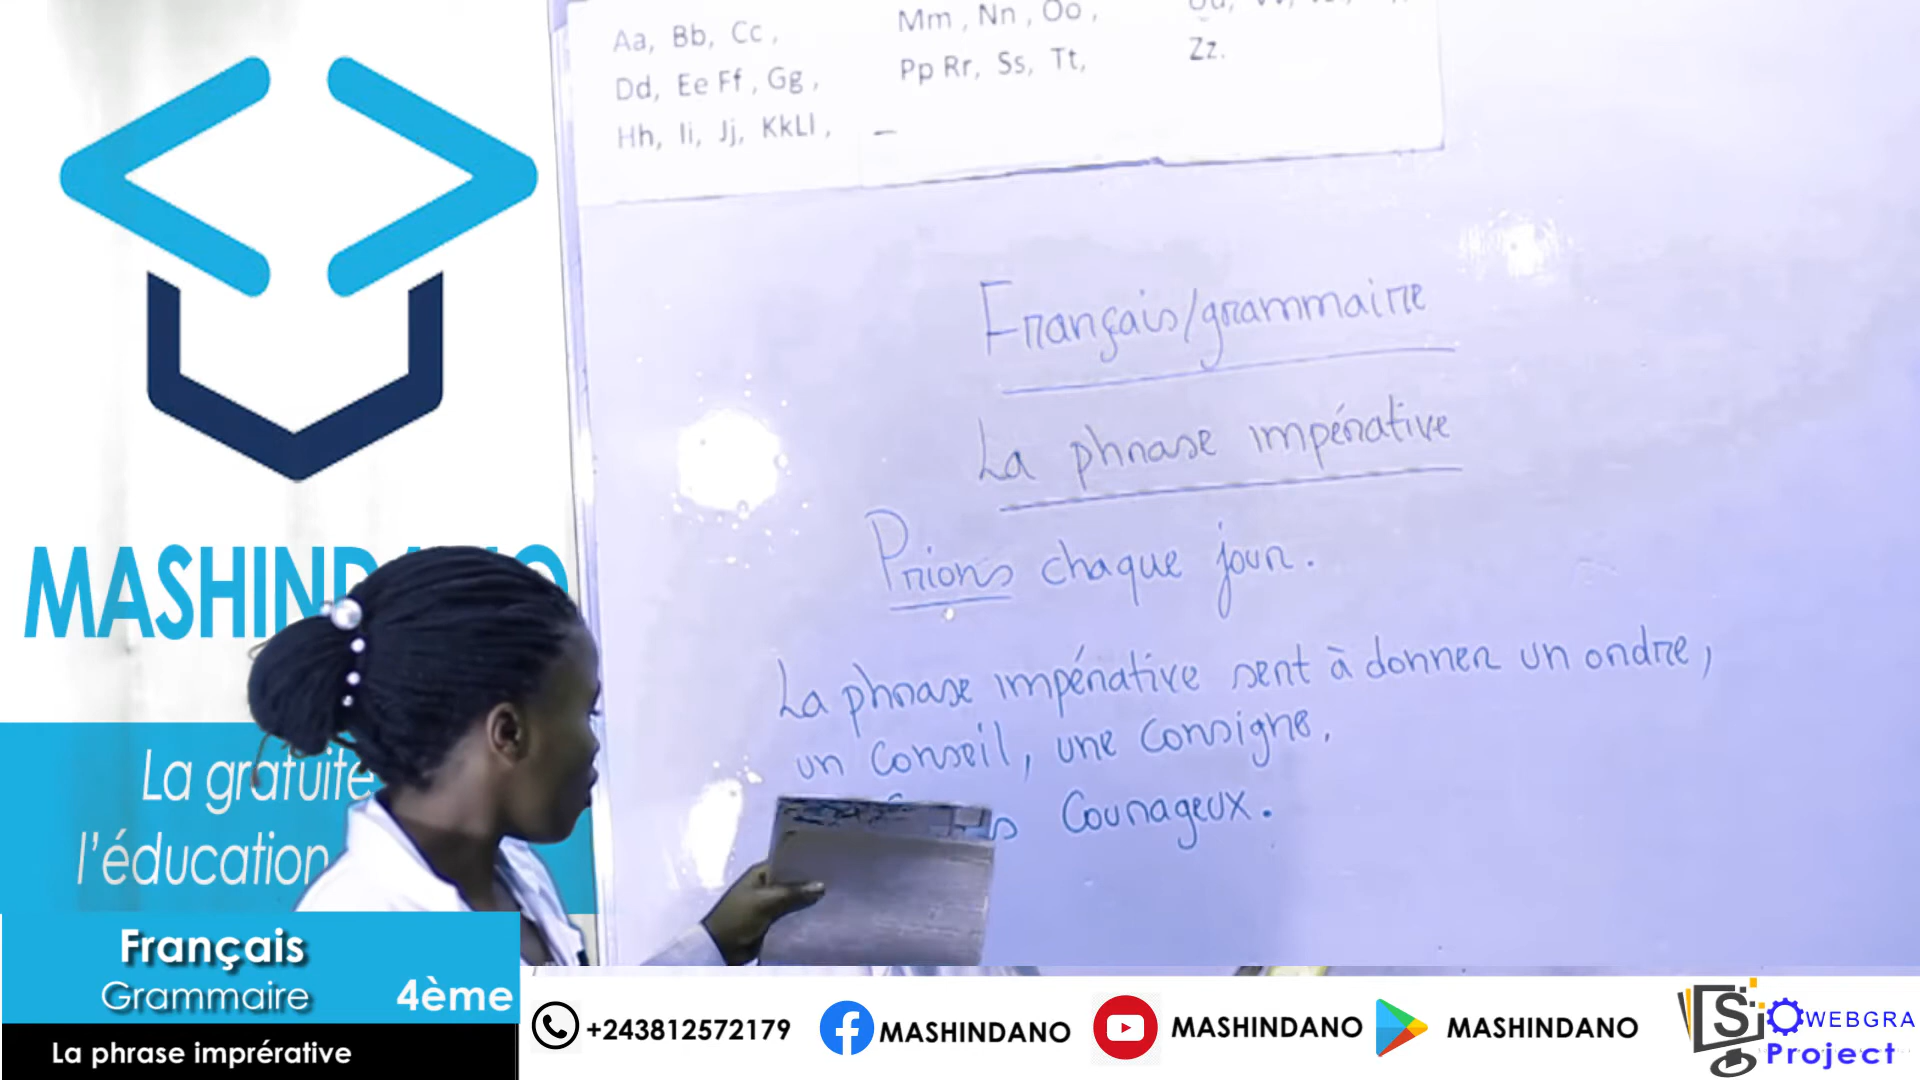 Aa, Bb, Cc,
Dd, Ee Ff, Gg,
Hh, Ii, Jj, KkLl,
Mm, Nn, Oo,
Pp Rr, Ss, Tt,
Zz.
Français/grammaire
La phrase impérative
Prions chaque jour.
La phrase impérative sert à donner un ordre,
un conseil, une consigne.
Courageux.
MASHIN
La gratuité
l'éducation
Français
Grammaire 4ème
La phrase imprérative
+243812572179
MASHINDANO
MASHINDANO
MASHINDANO
WEBGRA
Project